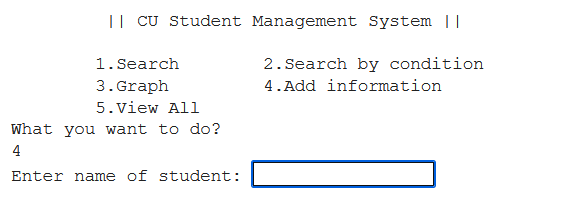 || CU Student Management System ||
1.Search 2.Search by condition
3.Graph 4.Add information
5.View All
What you want to do?
4
Enter name of student: